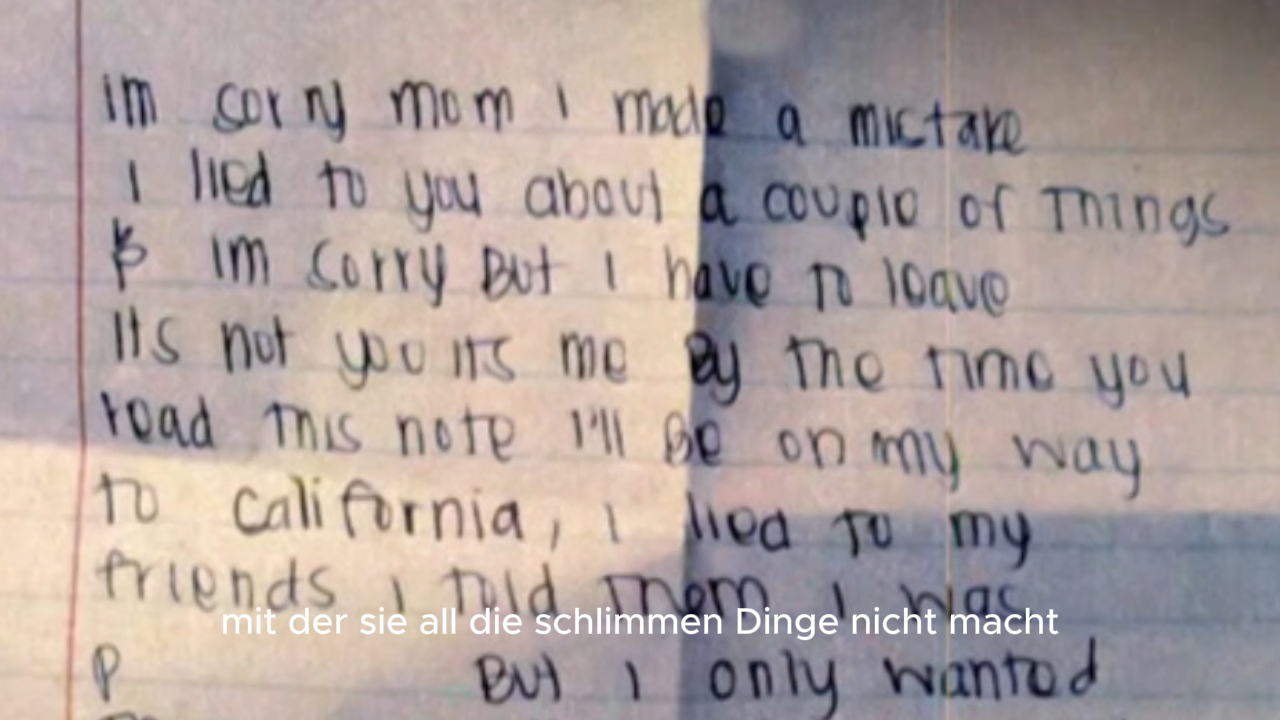 im sorry mom i made a mistake
i lied to you about a couple of things
im sorry But i have to leave
Its not you its me By the time you
read this note I'll Be on my way
to california, i lied to my
friends i told them i was
mit der sie all die schlimmen Dinge nicht macht
P But i only wanted